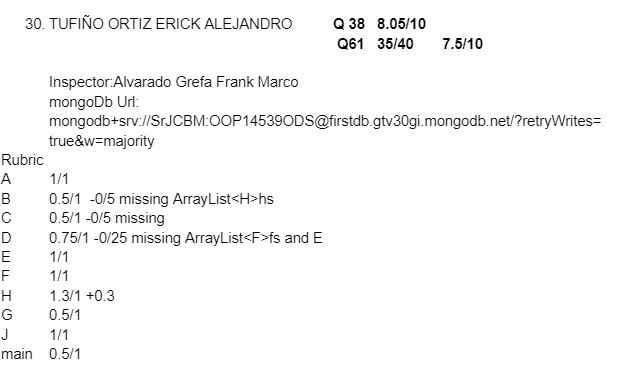 30. TUFIÑO ORTIZ ERICK ALEJANDRO Q 38 8.05/10
Q61 35/40 7.5/10
Inspector:Alvarado Grefa Frank Marco
mongoDb Url:
mongodb+srv://SrJCBM:OOP14539ODS@firstdb.gtv30gi.mongodb.net/?retryWrites=
true&w=majority
Rubric
A 1/1
B 0.5/1 -0/5 missing ArrayList<H>hs
C 0.5/1 -0/5 missing
D 0.75/1 -0/25 missing ArrayList<F>fs and E
E 1/1
F 1/1
H 1.3/1 +0.3
G 0.5/1
J 1/1
main 0.5/1